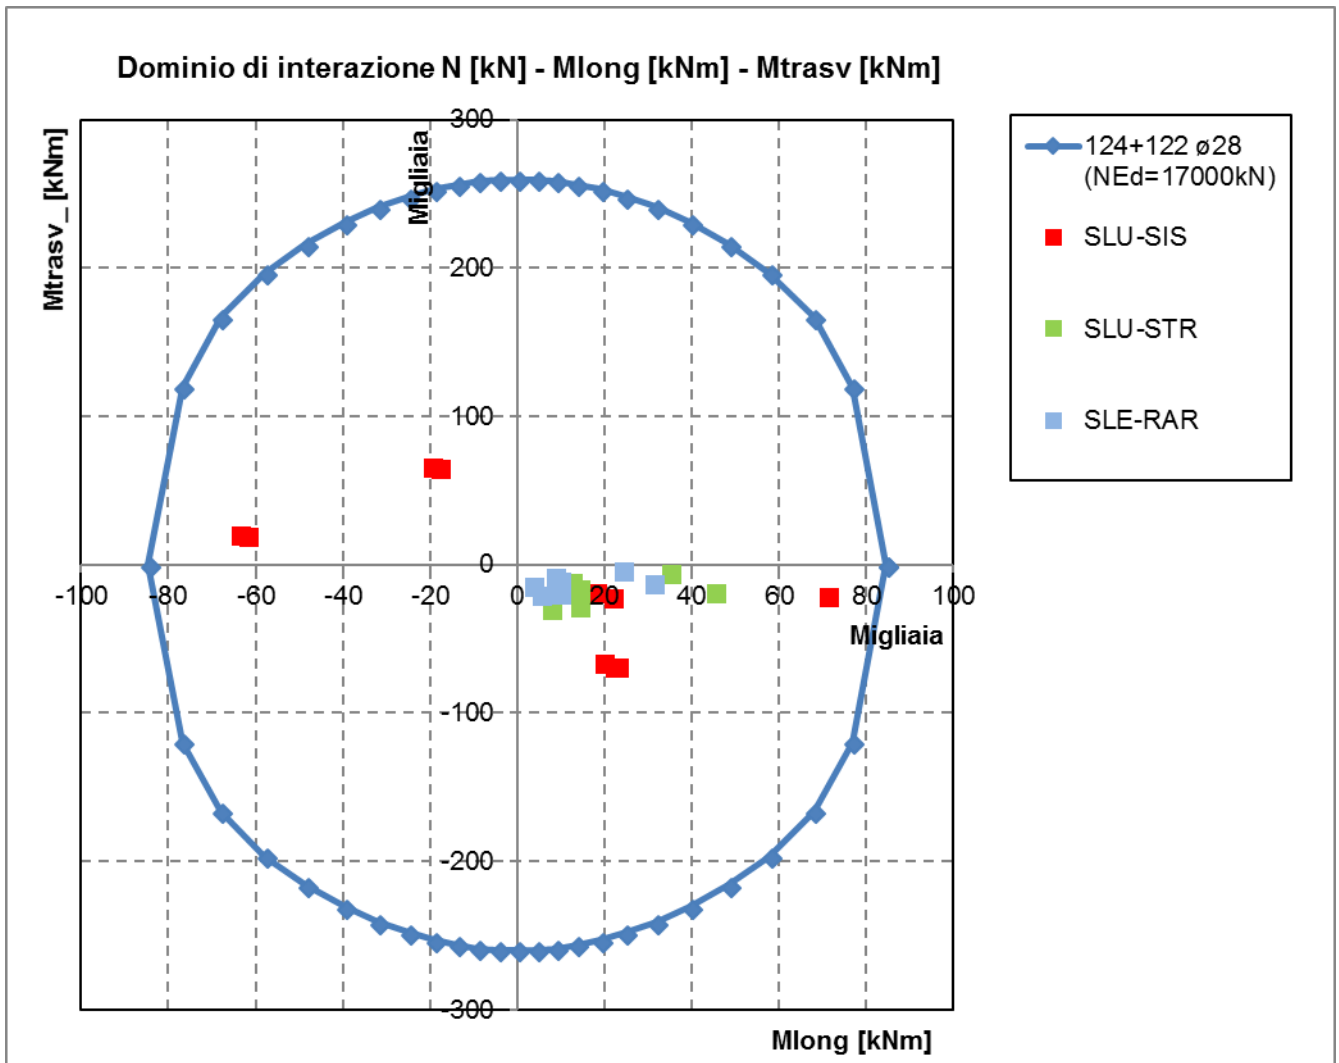 Dominio di interazione N [kN] - Mlong [kNm] - Mtrasv [kNm]
Mtrasv_ [kNm]
Migliaia
300
200
100
0
-100
-200
-300
-100 -80 -60 -40 -20 0 20 40 60 80 100
Migliaia
Mlong [kNm]
124+122 ø28
(NEd=17000kN)
SLU-SIS
SLU-STR
SLE-RAR